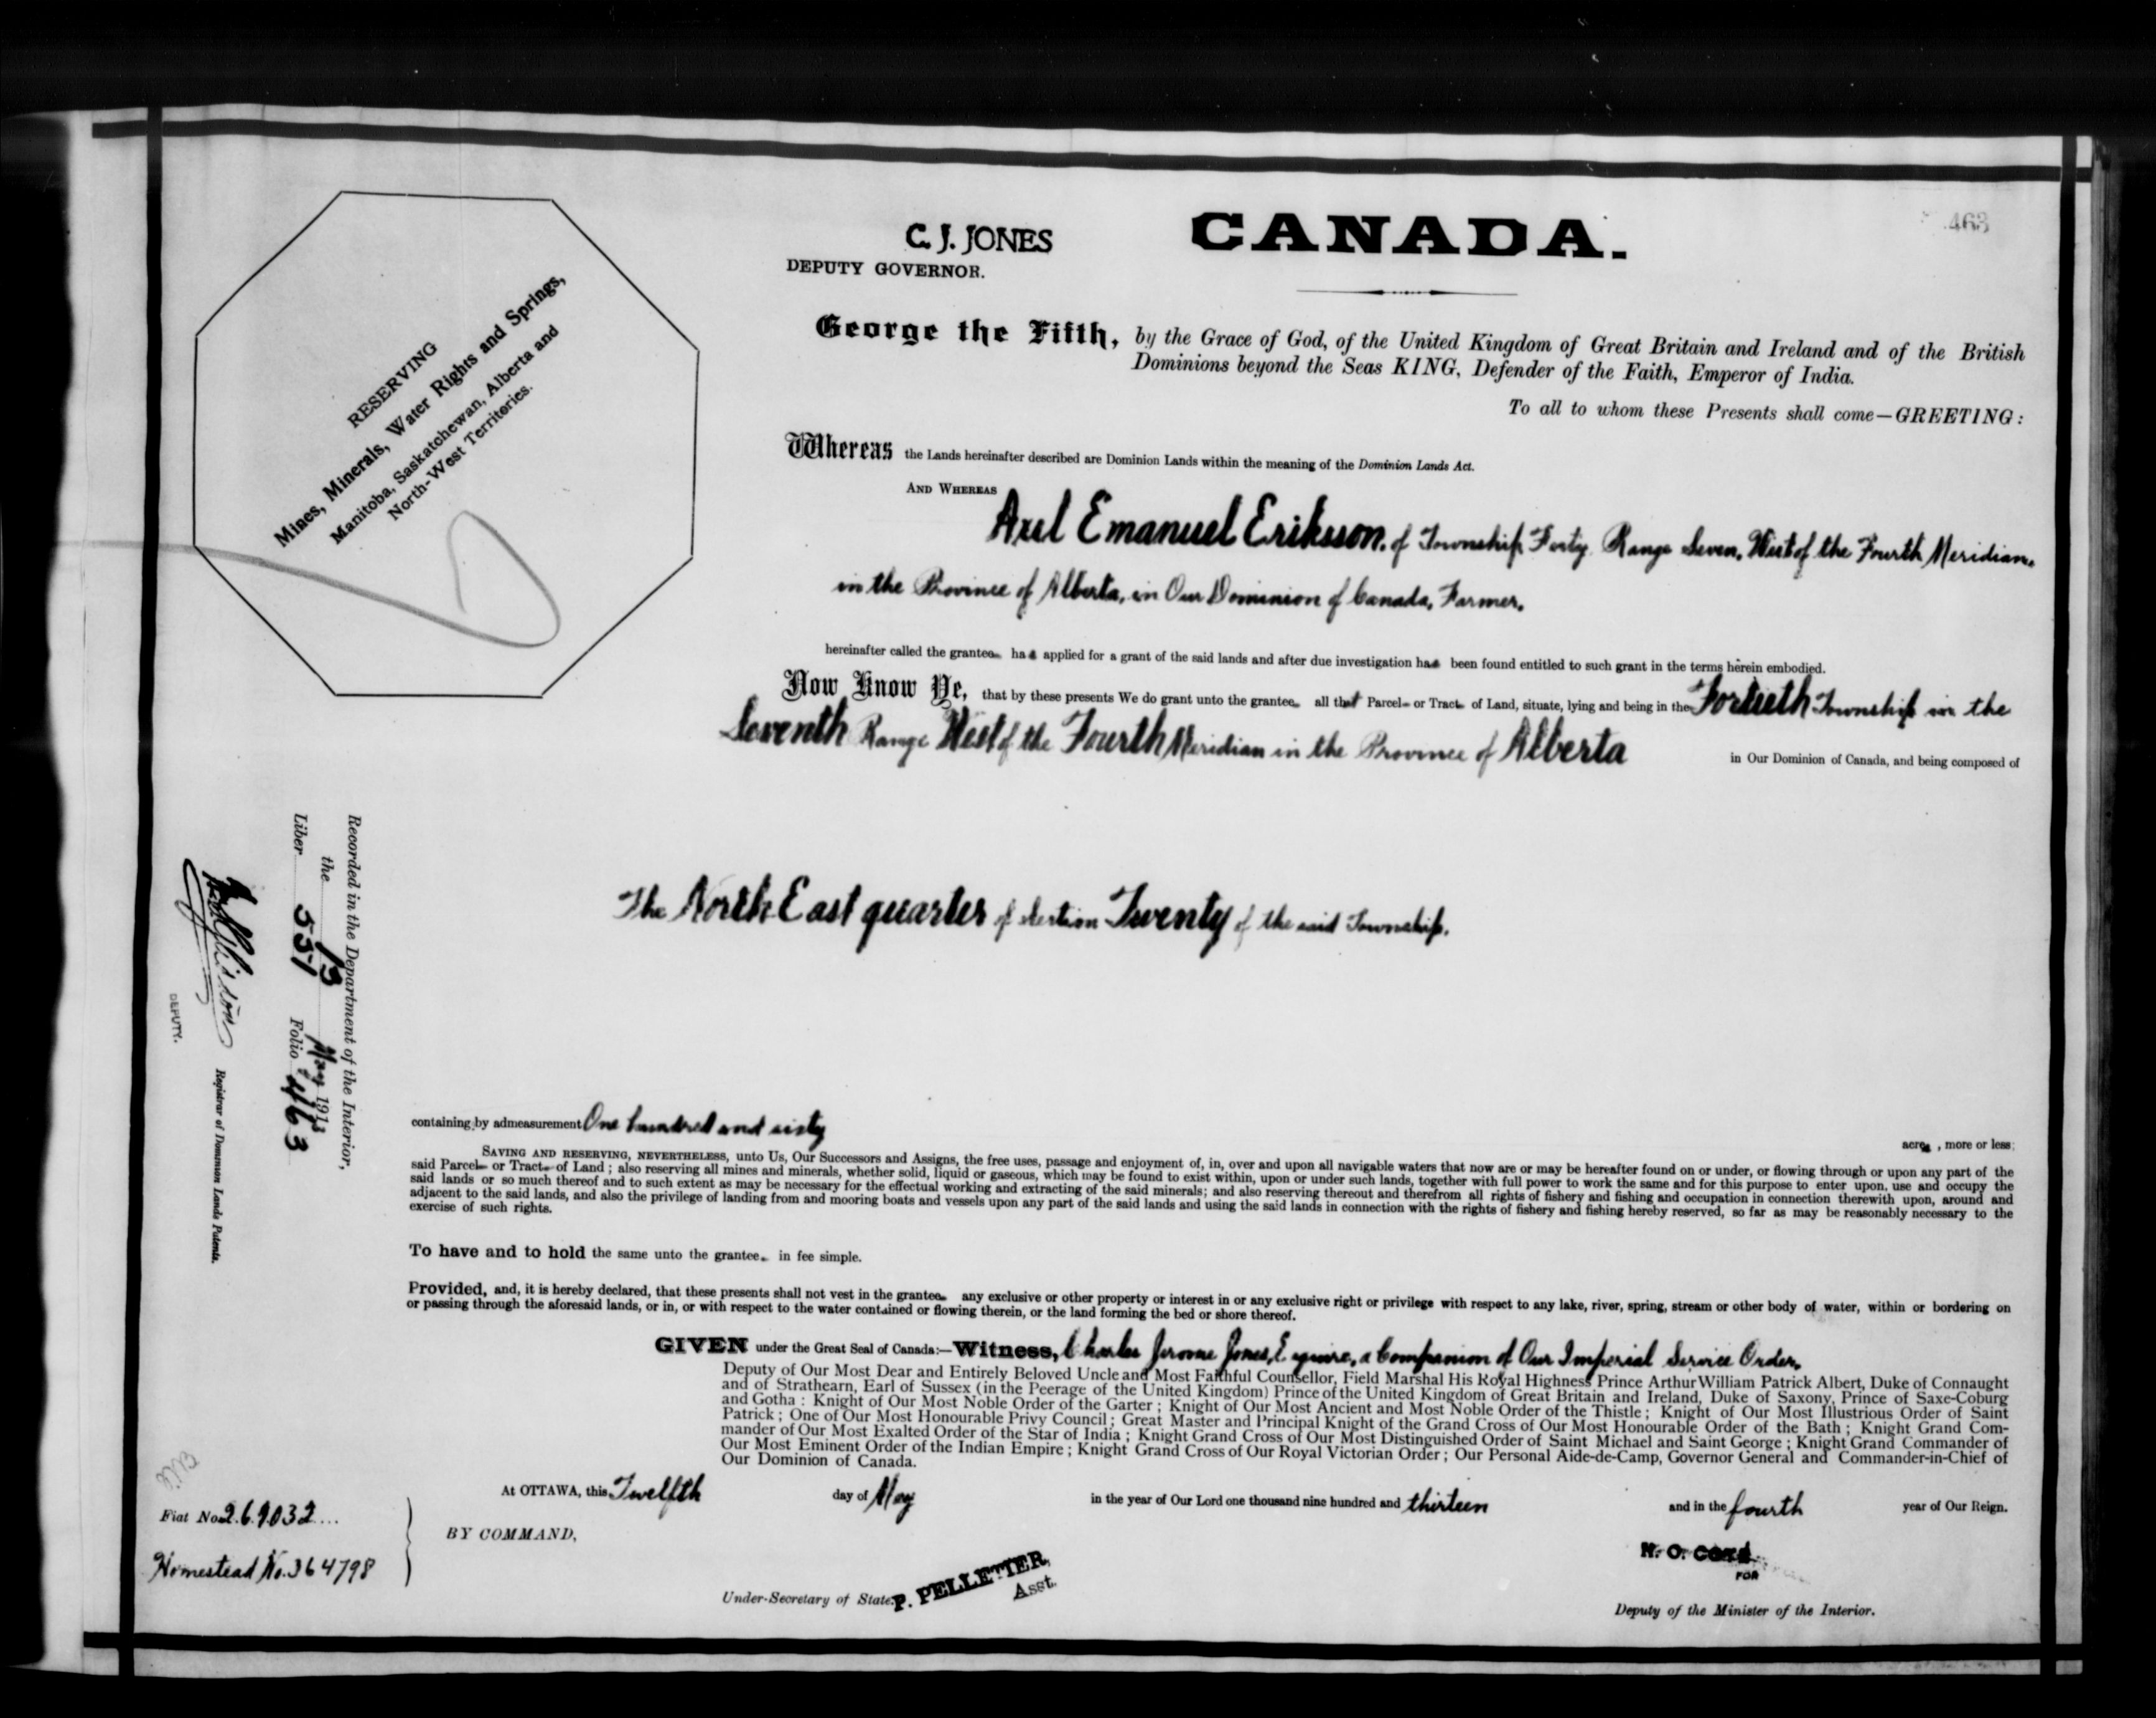 463
C. J. JONES
DEPUTY GOVERNOR.
CANADA.
RESERVING
Mines, Minerals, Water Rights and Springs,
Manitoba, Saskatchewan, Alberta and
North-West Territories.
George the Fifth, by the Grace of God, of the United Kingdom of Great Britain and Ireland and of the British
Dominions beyond the Seas KING, Defender of the Faith, Emperor of India.
To all to whom these Presents shall come—GREETING:
Whereas the Lands hereinafter described are Dominion Lands within the meaning of the Dominion Lands Act.
AND WHEREAS
Axel Emanuel Eriksson, of Township Forty Range Seven, West of the Fourth Meridian,
in the Province of Alberta, in Our Dominion of Canada, Farmer,
hereinafter called the grantee has applied for a grant of the said lands and after due investigation has been found entitled to such grant in the terms herein embodied.
Now Know Ye, that by these presents We do grant unto the grantee all that Parcel or Tract of Land, situate, lying and being in the Fortieth Township in the
Seventh Range West of the Fourth Meridian in the Province of Alberta in Our Dominion of Canada, and being composed of
The North East quarter of Section Twenty of the said Township.
Recorded in the Department of the Interior,
the 13 May 1913
Liber 551 Folio 463
Registrar of Dominion Lands Patents.
DEPUTY.
containing by admeasurement One hundred and sixty acres, more or less:
SAVING AND RESERVING, NEVERTHELESS, unto Us, Our Successors and Assigns, the free uses, passage and enjoyment of, in, over and upon all navigable waters that now are or may be hereafter found on or under, or flowing through or upon any part of the
said Parcel or Tract of Land; also reserving all mines and minerals, whether solid, liquid or gaseous, which may be found to exist within, upon or under such lands, together with full power to work the same and for this purpose to enter upon, use and occupy the
said lands or so much thereof and to such extent as may be necessary for the effectual working and extracting of the said minerals; and also reserving thereout and therefrom all rights of fishery and fishing and occupation in connection therewith upon, around and
adjacent to the said lands, and also the privilege of landing from and mooring boats and vessels upon any part of the said lands and using the said lands in connection with the rights of fishery and fishing hereby reserved, so far as may be reasonably necessary to the
exercise of such rights.
To have and to hold the same unto the grantee in fee simple.
Provided, and, it is hereby declared, that these presents shall not vest in the grantee any exclusive or other property or interest in or any exclusive right or privilege with respect to any lake, river, spring, stream or other body of water, within or bordering on
or passing through the aforesaid lands, or in, or with respect to the water contained or flowing therein, or the land forming the bed or shore thereof.
GIVEN under the Great Seal of Canada:—Witness, Charles Jerome Jones, Esquire, a Companion of Our Imperial Service Order,
Deputy of Our Most Dear and Entirely Beloved Uncle and Most Faithful Counsellor, Field Marshal His Royal Highness Prince Arthur William Patrick Albert, Duke of Connaught
and of Strathearn, Earl of Sussex (in the Peerage of the United Kingdom) Prince of the United Kingdom of Great Britain and Ireland, Duke of Saxony, Prince of Saxe-Coburg
and Gotha: Knight of Our Most Noble Order of the Garter; Knight of Our Most Ancient and Most Noble Order of the Thistle; Knight of Our Most Illustrious Order of Saint
Patrick; One of Our Most Honourable Privy Council; Great Master and Principal Knight of the Grand Cross of Our Most Honourable Order of the Bath; Knight Grand Com-
mander of Our Most Exalted Order of the Star of India; Knight Grand Cross of Our Most Distinguished Order of Saint Michael and Saint George; Knight Grand Commander of
Our Most Eminent Order of the Indian Empire; Knight Grand Cross of Our Royal Victorian Order; Our Personal Aide-de-Camp, Governor General and Commander-in-Chief of
Our Dominion of Canada.
At OTTAWA, this Twelfth day of May in the year of Our Lord one thousand nine hundred and thirteen and in the fourth year of Our Reign.
Fiat No. 269032
Homestead No. 364798
BY COMMAND,
Under-Secretary of State. P. PELLETIER,
Asst.
FOR
Deputy of the Minister of the Interior.